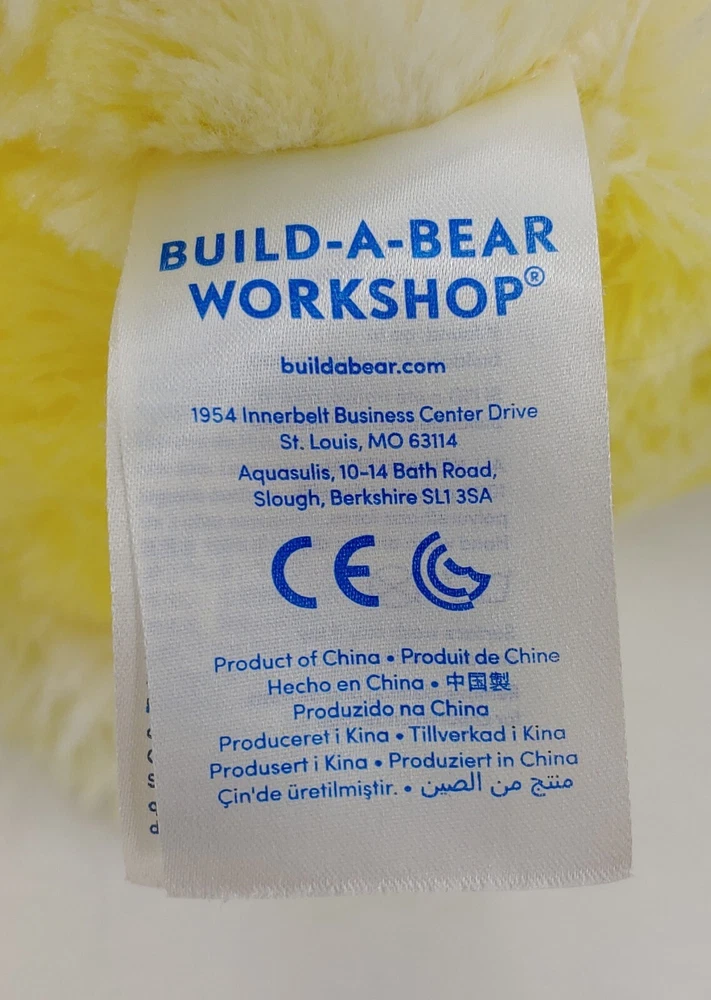 BUILD-A-BEAR
WORKSHOP®
buildabear.com
1954 Innerbelt Business Center Drive
St. Louis, MO 63114
Aquasulis, 10-14 Bath Road,
Slough, Berkshire SL1 3SA
CE
Product of China • Produit de Chine
Hecho en China • 中国製
Produzido na China
Produceret i Kina • Tillverkad i Kina
Produsert i Kina • Produziert in China
Çin'de üretilmiştir. • منتج من الصين